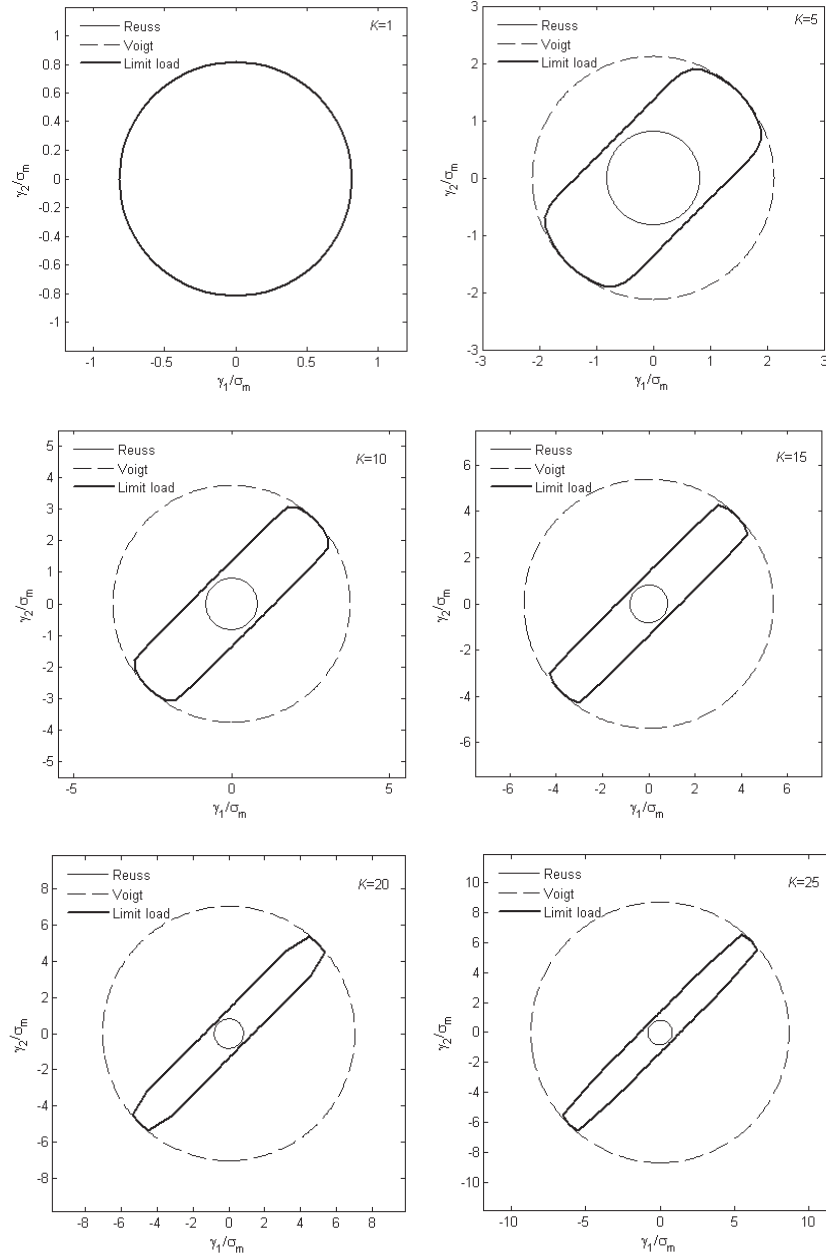 Reuss
Voigt
Limit load
K=1
1
0.8
0.6
0.4
0.2
0
-0.2
-0.4
-0.6
-0.8
-1
γ2/σm
-1
-0.5
0
0.5
1
γ1/σm
Reuss
Voigt
Limit load
K=5
3
2
1
0
-1
-2
-3
γ2/σm
-3
-2
-1
0
1
2
3
γ1/σm
Reuss
Voigt
Limit load
K=10
5
4
3
2
1
0
-1
-2
-3
-4
-5
γ2/σm
-5
0
5
γ1/σm
Reuss
Voigt
Limit load
K=15
6
4
2
0
-2
-4
-6
γ2/σm
-6
-4
-2
0
2
4
6
γ1/σm
Reuss
Voigt
Limit load
K=20
8
6
4
2
0
-2
-4
-6
-8
γ2/σm
-8
-6
-4
-2
0
2
4
6
8
γ1/σm
Reuss
Voigt
Limit load
K=25
10
8
6
4
2
0
-2
-4
-6
-8
-10
γ2/σm
-10
-5
0
5
10
γ1/σm